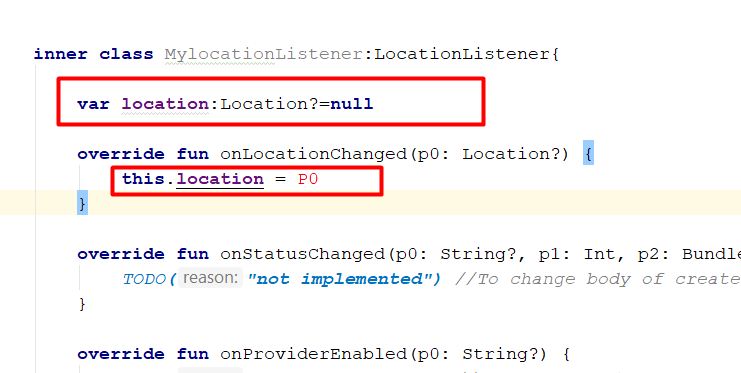 inner class MylocationListener:LocationListener{
var location:Location?=null
override fun onLocationChanged(p0: Location?) {
this.location = P0
}
override fun onStatusChanged(p0: String?, p1: Int, p2: Bundle
TODO( reason: "not implemented") //To change body of create
}
override fun onProviderEnabled(p0: String?) {